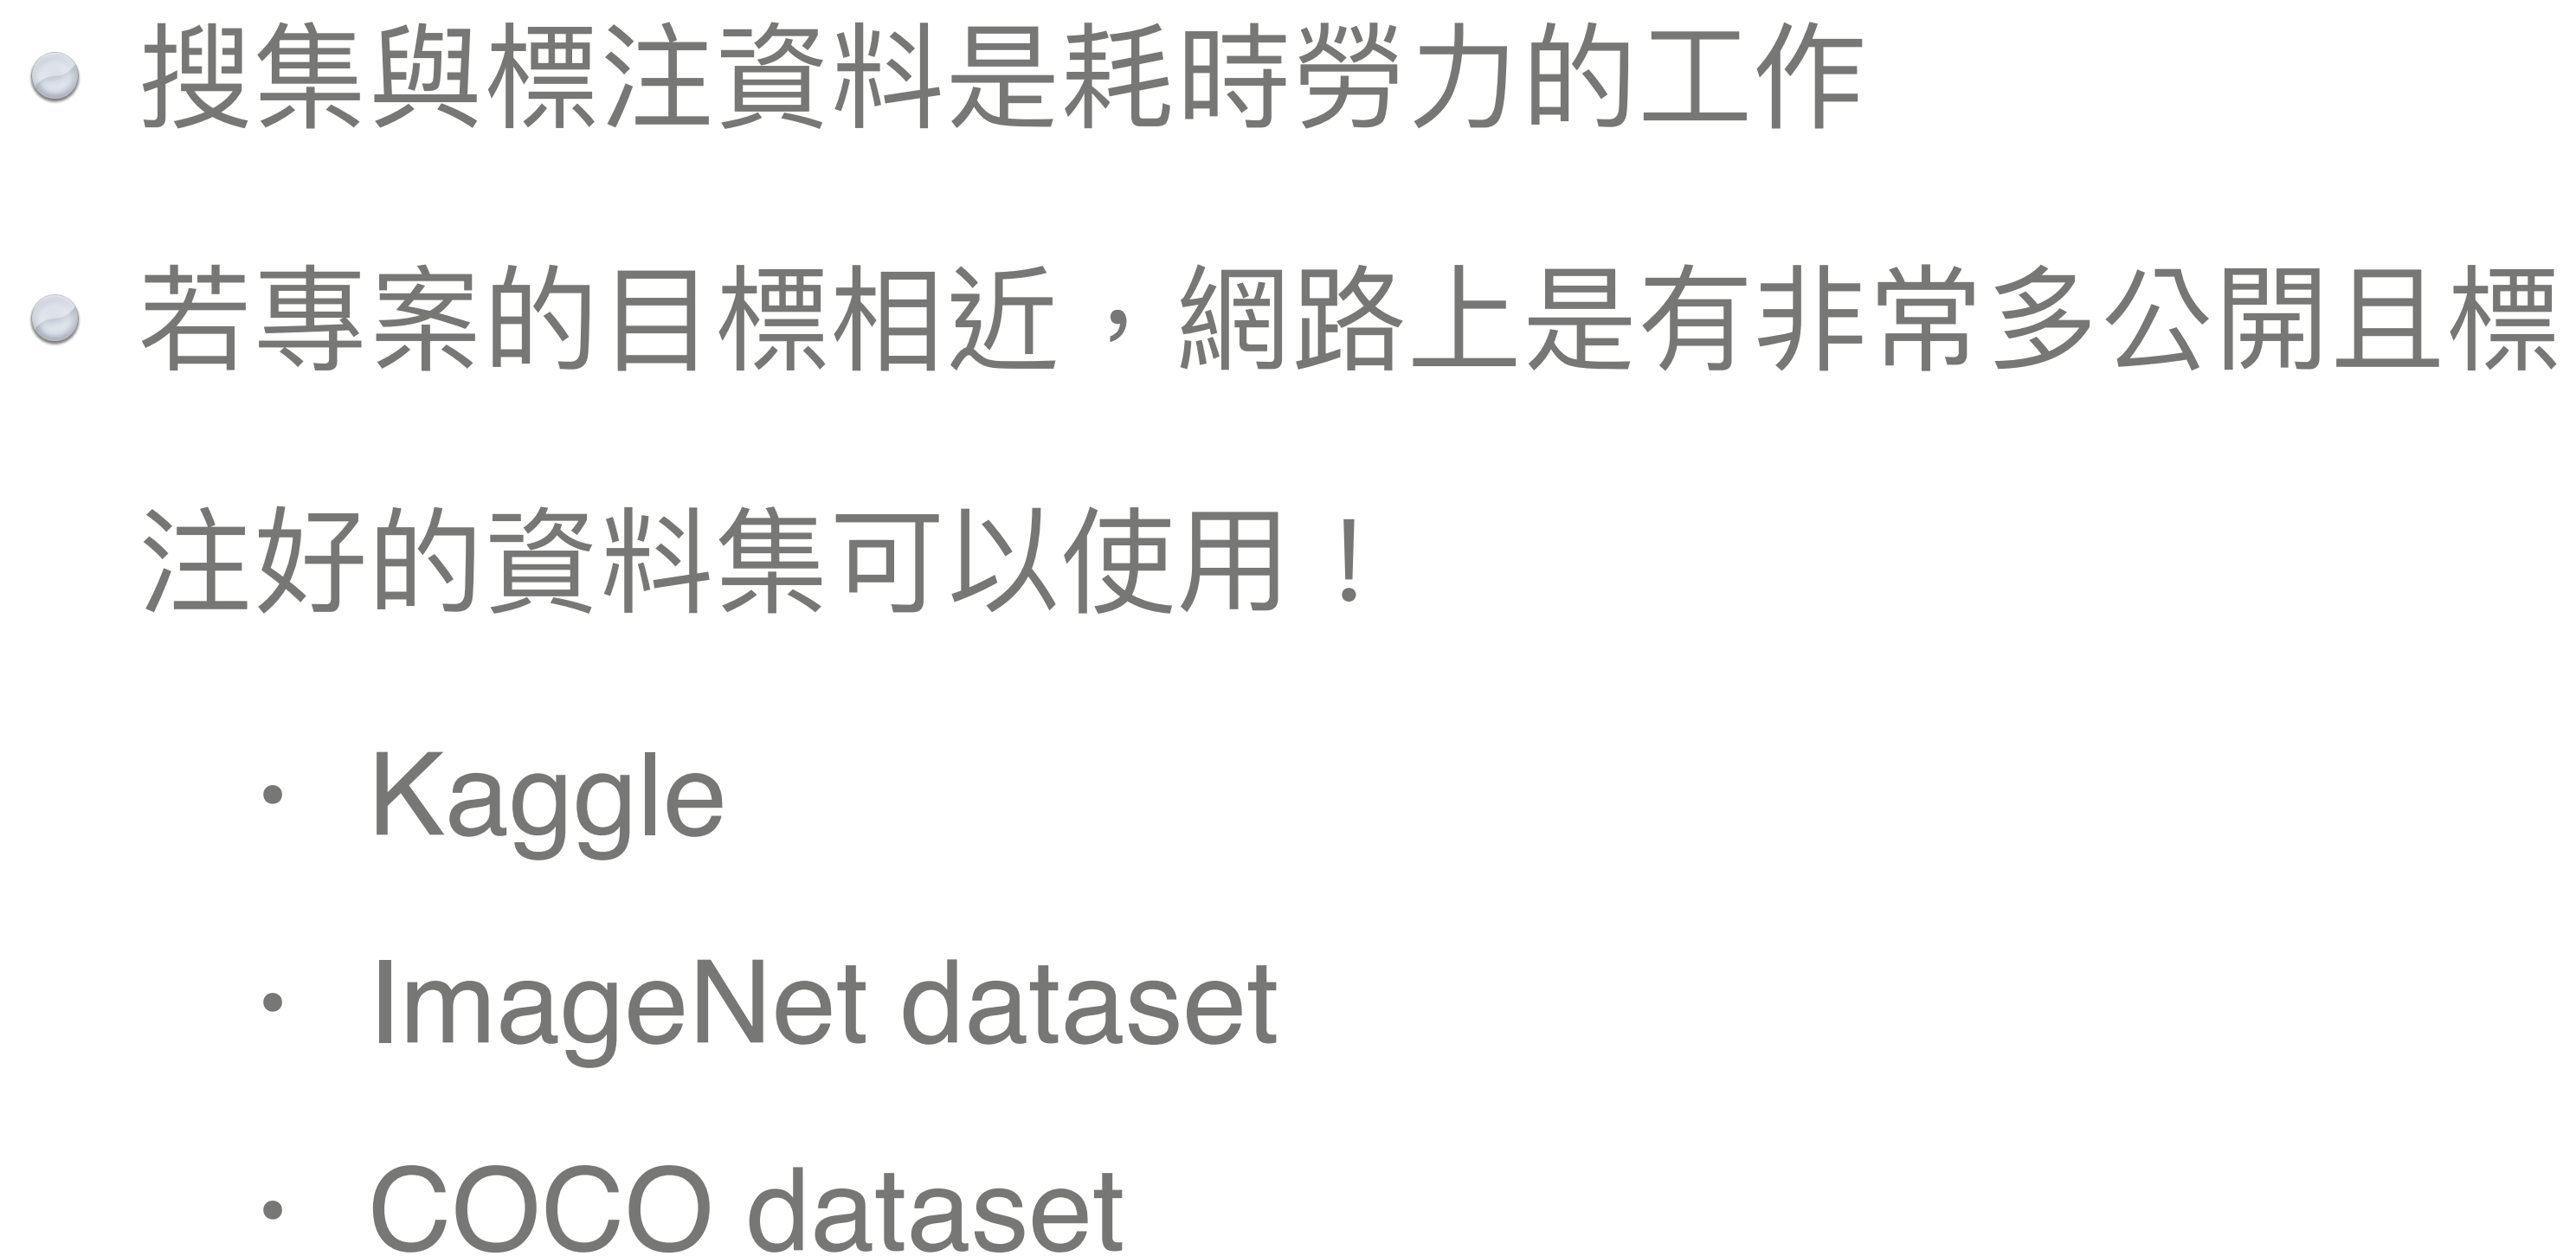 搜集與標注資料是耗時勞力的工作
若專案的目標相近，網路上是有非常多公開且標
注好的資料集可以使用！
• Kaggle
• ImageNet dataset
• COCO dataset